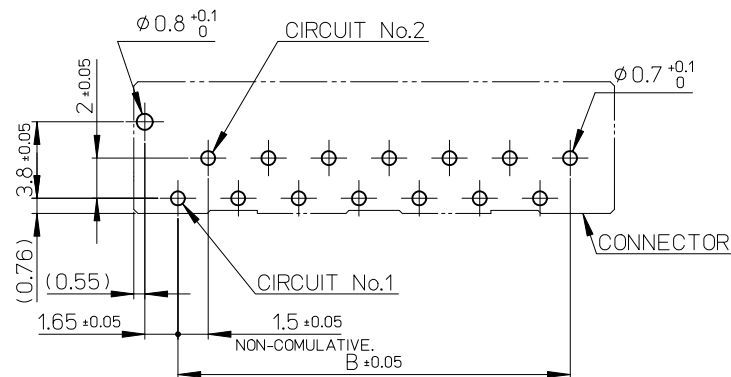 ⌀0.8 +0.1 0
CIRCUIT No.2
⌀0.7 +0.1 0
2 ±0.05
3.8 ±0.05
(0.76)
(0.55)
CIRCUIT No.1
CONNECTOR
1.65 ±0.05
1.5 ±0.05
NON-COMULATIVE.
B ±0.05